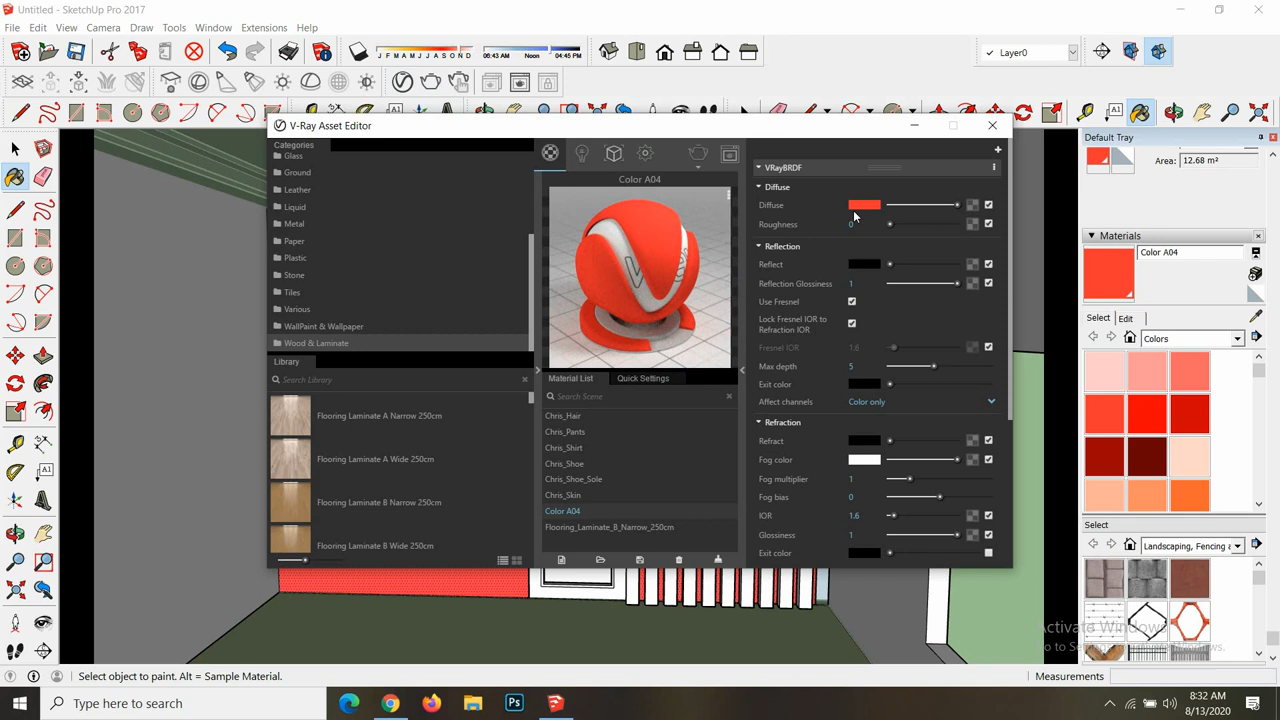 Untitled - SketchUp Pro 2017
File Edit View Camera Draw Tools Window Extensions Help
J F M A M J J A S O N D
06:43 AM Noon 04:45 PM
Layer0
V-Ray Asset Editor
Categories
Glass
Ground
Leather
Liquid
Metal
Paper
Plastic
Stone
Tiles
Various
WallPaint & Wallpaper
Wood & Laminate
Library
Search Library
Flooring Laminate A Narrow 250cm
Flooring Laminate A Wide 250cm
Flooring Laminate B Narrow 250cm
Flooring Laminate B Wide 250cm
Color A04
Material List Quick Settings
Search Scene
Chris_Hair
Chris_Pants
Chris_Shirt
Chris_Shoe
Chris_Shoe_Sole
Chris_Skin
Color A04
Flooring_Laminate_B_Narrow_250cm
VRayBRDF
Diffuse
Diffuse
Roughness 0
Reflection
Reflect
Reflection Glossiness 1
Use Fresnel
Lock Fresnel IOR to
Refraction IOR
Fresnel IOR 1.6
Max depth 5
Exit color
Affect channels Color only
Refraction
Refract
Fog color
Fog multiplier 1
Fog bias 0
IOR 1.6
Glossiness 1
Exit color
Default Tray
Area: 12.68 m²
Materials
Color A04
Select Edit
Colors
Select
Landscaping, Fencing a
Activate Windows
Go to Settings to activate Windows.
Select object to paint. Alt = Sample Material.
Measurements
Type here to search
8:32 AM
8/13/2020